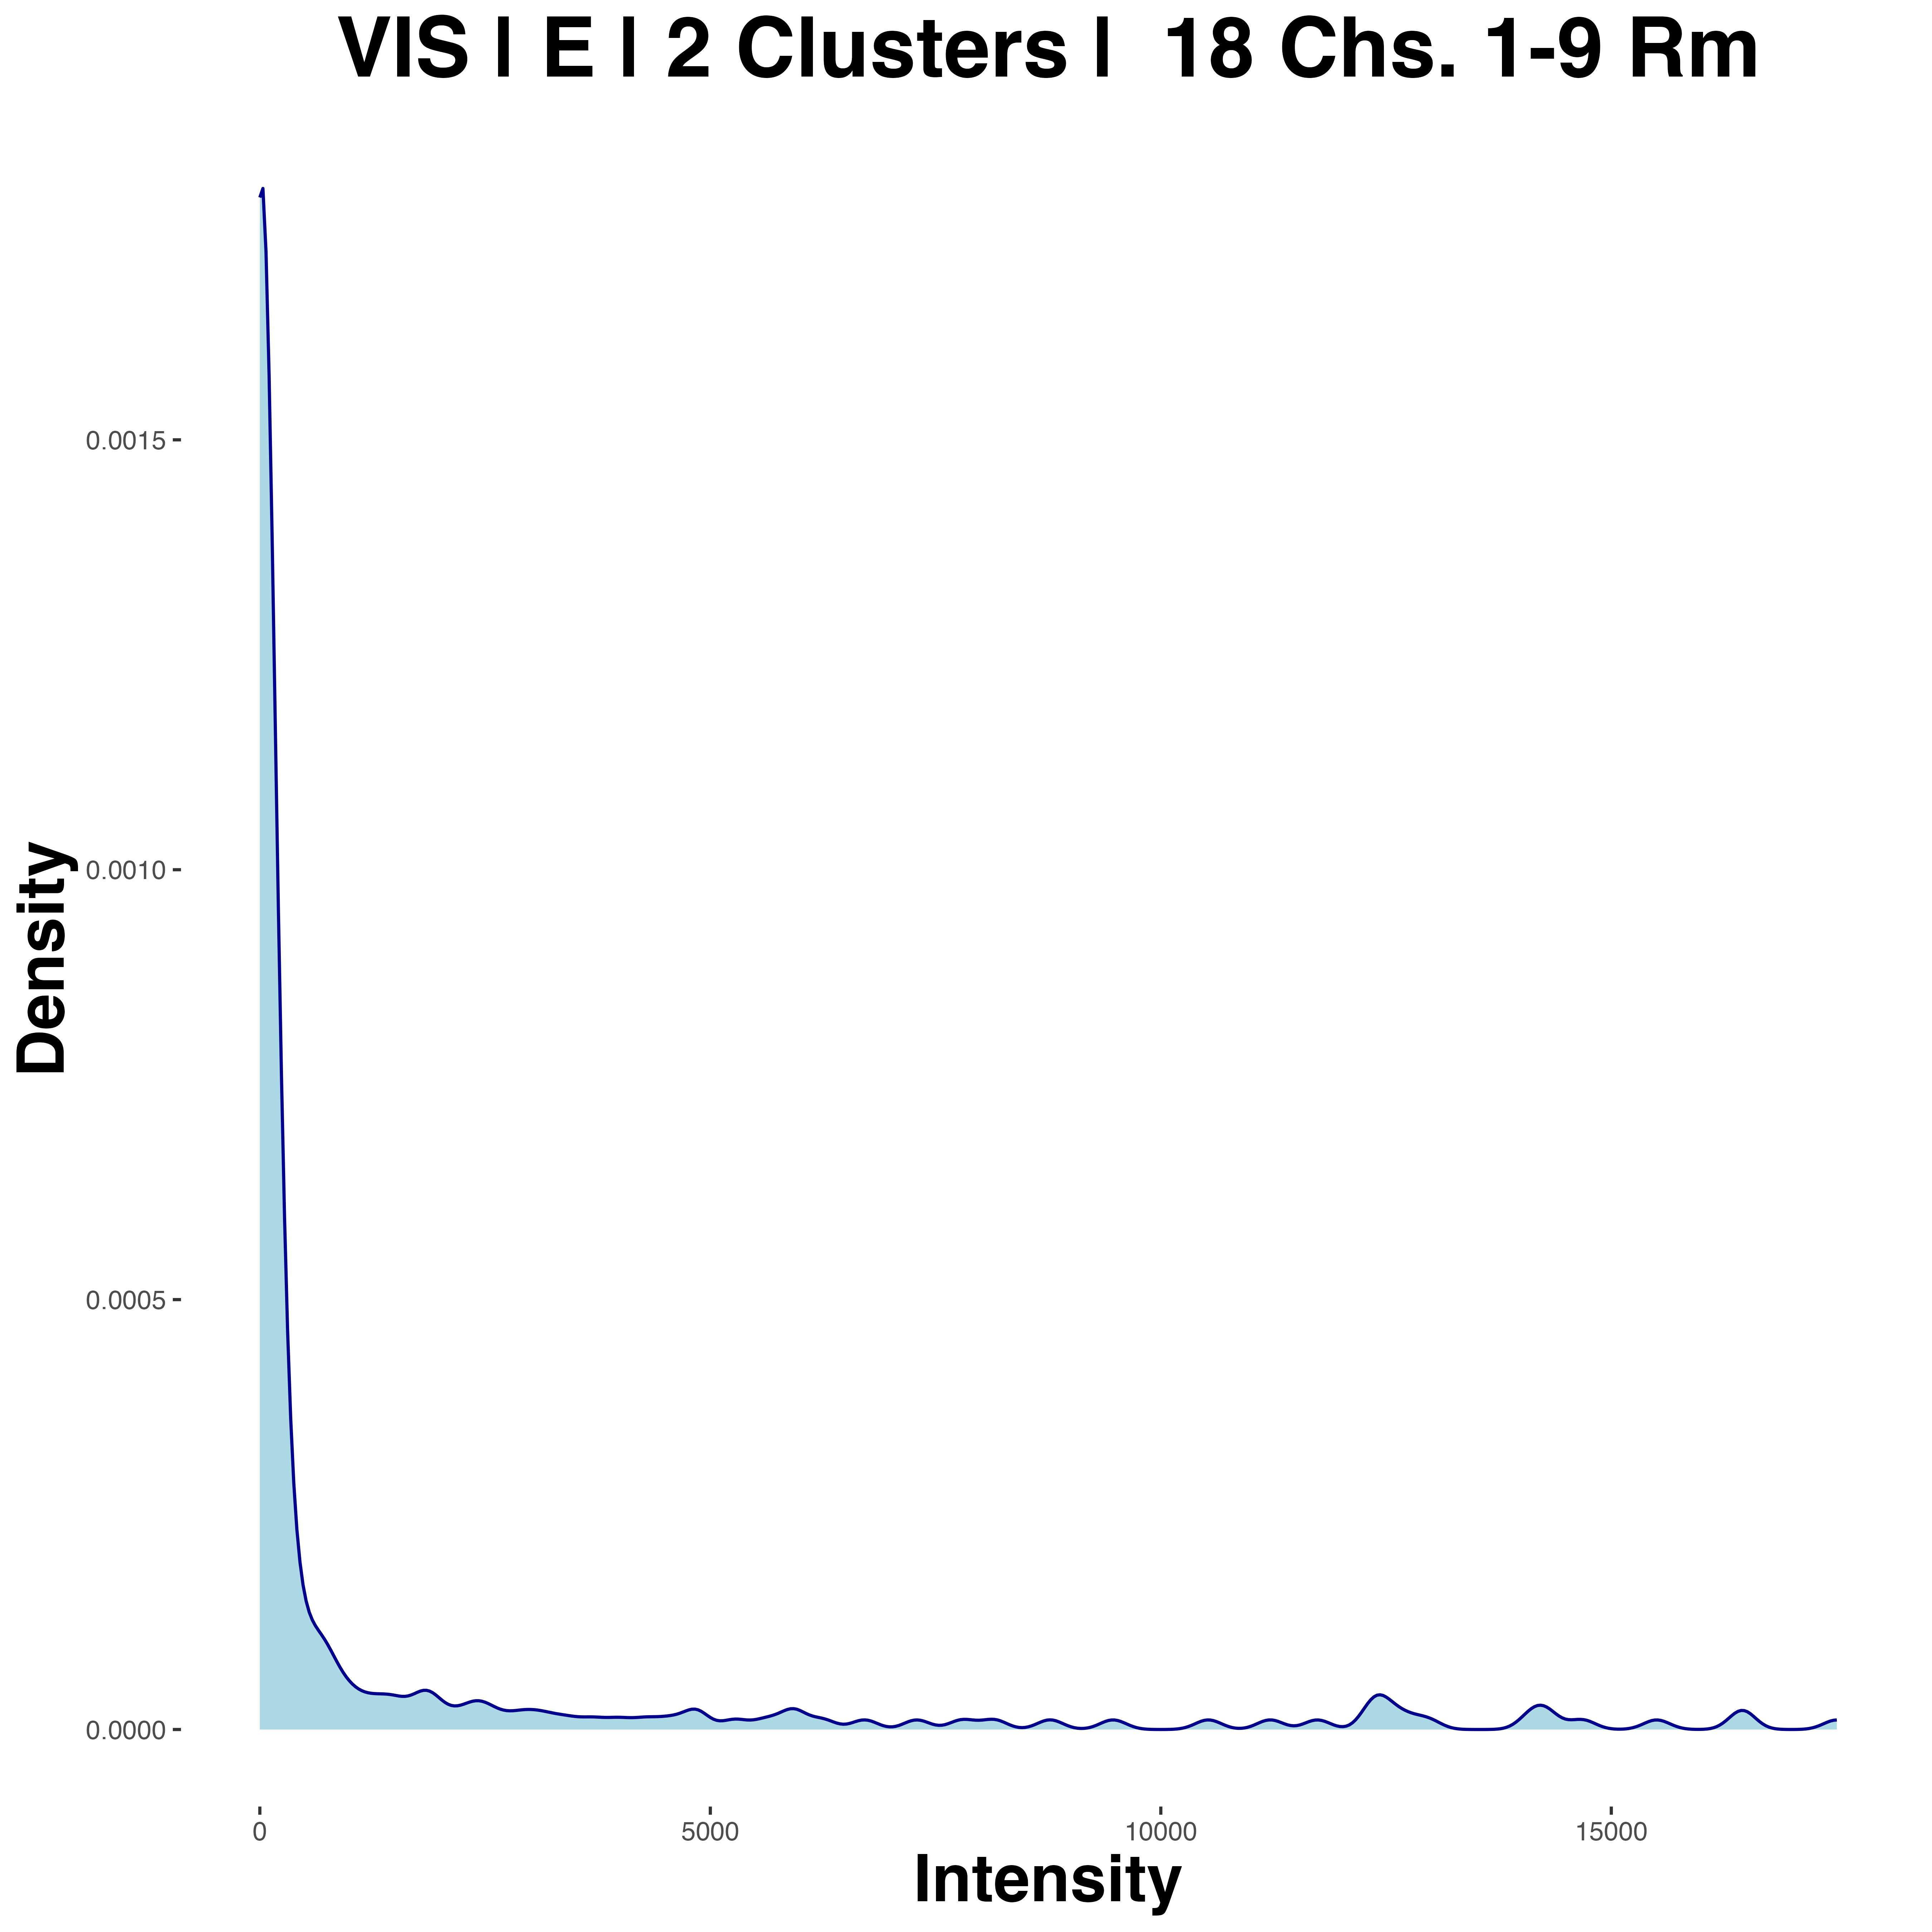 VIS | E | 2 Clusters |  18 Chs. 1-9 Rm
Density
0.0015
0.0010
0.0005
0.0000
0 5000 10000 15000
Intensity